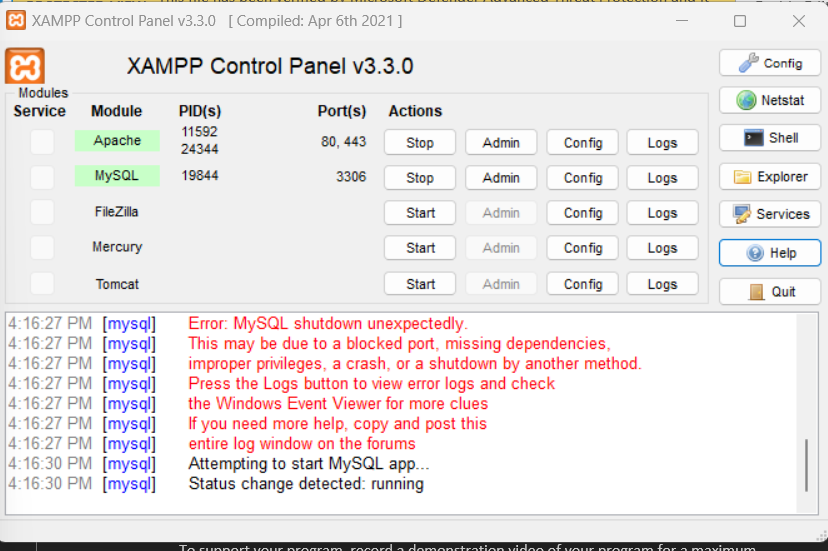 XAMPP Control Panel v3.3.0 [ Compiled: Apr 6th 2021 ]
XAMPP Control Panel v3.3.0
Config
Modules
Service Module PID(s) Port(s) Actions
Netstat
Apache 11592 24344 80, 443 Stop Admin Config Logs
Shell
MySQL 19844 3306 Stop Admin Config Logs
Explorer
FileZilla Start Admin Config Logs
Services
Mercury Start Admin Config Logs
Help
Tomcat Start Admin Config Logs
Quit
4:16:27 PM [mysql] Error: MySQL shutdown unexpectedly.
4:16:27 PM [mysql] This may be due to a blocked port, missing dependencies,
4:16:27 PM [mysql] improper privileges, a crash, or a shutdown by another method.
4:16:27 PM [mysql] Press the Logs button to view error logs and check
4:16:27 PM [mysql] the Windows Event Viewer for more clues
4:16:27 PM [mysql] If you need more help, copy and post this
4:16:27 PM [mysql] entire log window on the forums
4:16:30 PM [mysql] Attempting to start MySQL app...
4:16:30 PM [mysql] Status change detected: running
To support your program, record a demonstration video of your program for a maximum